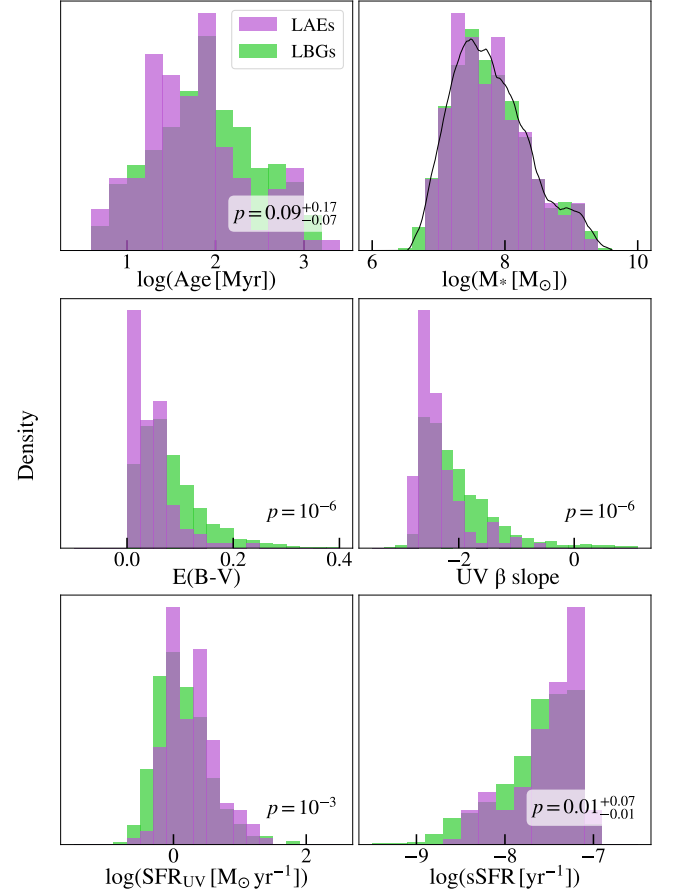 LAEs
LBGs
p = 0.09 +0.17 −0.07
1 2 3
log(Age [Myr])
6 8 10
log(M* [M⊙])
Density
p = 10⁻⁶
0.0 0.2 0.4
E(B-V)
p = 10⁻⁶
−2 0
UV β slope
p = 10⁻³
0 2
log(SFR_UV [M⊙ yr⁻¹])
p = 0.01 +0.07 −0.01
−9 −8 −7
log(sSFR [yr⁻¹])